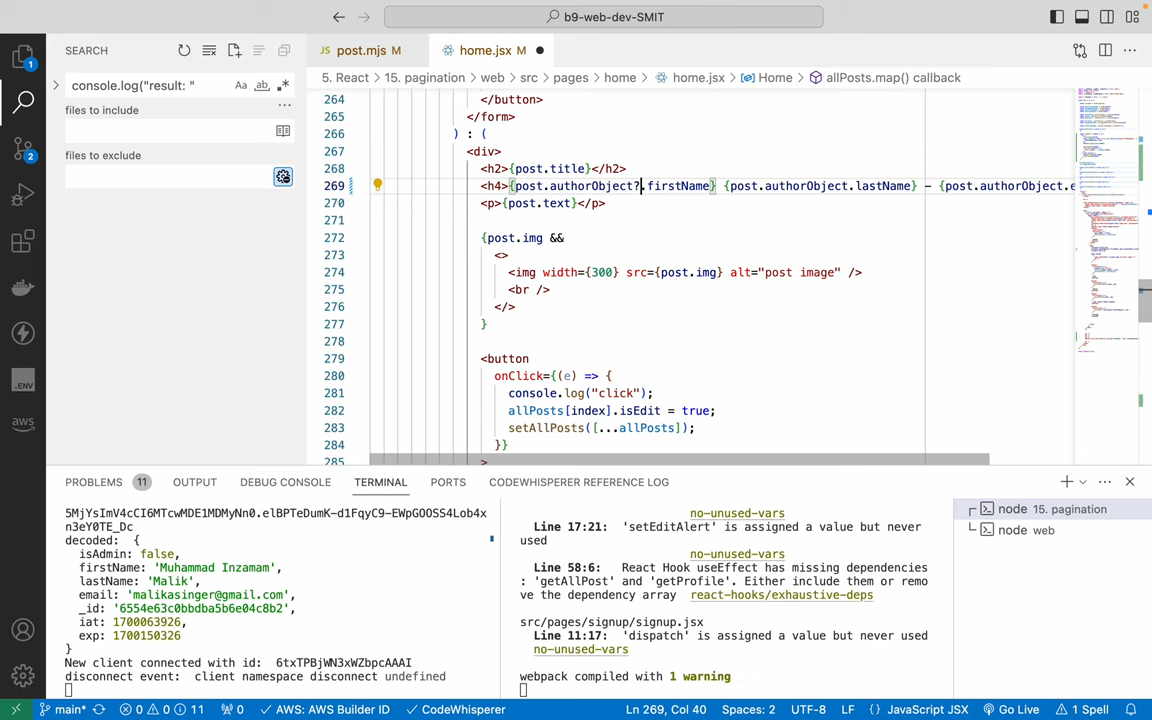 b9-web-dev-SMIT
SEARCH
console.log("result: "
Aa
ab
files to include
files to exclude
1
2
.ENV
aws
JS post.mjs M
home.jsx M
5. React > 15. pagination > web > src > pages > home > home.jsx > Home > allPosts.map() callback
264 </button>
265 </form>
266 ) : (
267 <div>
268 <h2>{post.title}</h2>
269 <h4>{post.authorObject?.firstName} {post.authorObject.lastName} - {post.authorObject.e
270 <p>{post.text}</p>
271
272 {post.img &&
273 <>
274 <img width={300} src={post.img} alt="post image" />
275 <br />
276 </>
277 }
278
279 <button
280 onClick={(e) => {
281 console.log("click");
282 allPosts[index].isEdit = true;
283 setAllPosts([...allPosts]);
284 }}
285 >
PROBLEMS 11 OUTPUT DEBUG CONSOLE TERMINAL PORTS CODEWHISPERER REFERENCE LOG
5MjYsImV4cCI6MTcwMDE1MDMyNn0.elBPTeDumK-d1FqyC9-EWpGOOSS4Lob4x
n3eY0TE_Dc
decoded: {
isAdmin: false,
firstName: 'Muhammad Inzamam',
lastName: 'Malik',
email: 'malikasinger@gmail.com',
_id: '6554e63c0bbdba5b6e04c8b2',
iat: 1700063926,
exp: 1700150326
}
New client connected with id: 6txTPBjWN3xWZbpcAAAI
disconnect event: client namespace disconnect undefined
no-unused-vars
Line 17:21: 'setEditAlert' is assigned a value but never
used
no-unused-vars
Line 58:6: React Hook useEffect has missing dependencies
: 'getAllPost' and 'getProfile'. Either include them or remo
ve the dependency array react-hooks/exhaustive-deps
src/pages/signup/signup.jsx
Line 11:17: 'dispatch' is assigned a value but never used
no-unused-vars
webpack compiled with 1 warning
node 15. pagination
node web
main* 0 0 11 0 AWS: AWS Builder ID CodeWhisperer Ln 269, Col 40 Spaces: 2 UTF-8 LF {} JavaScript JSX Go Live 1 Spell